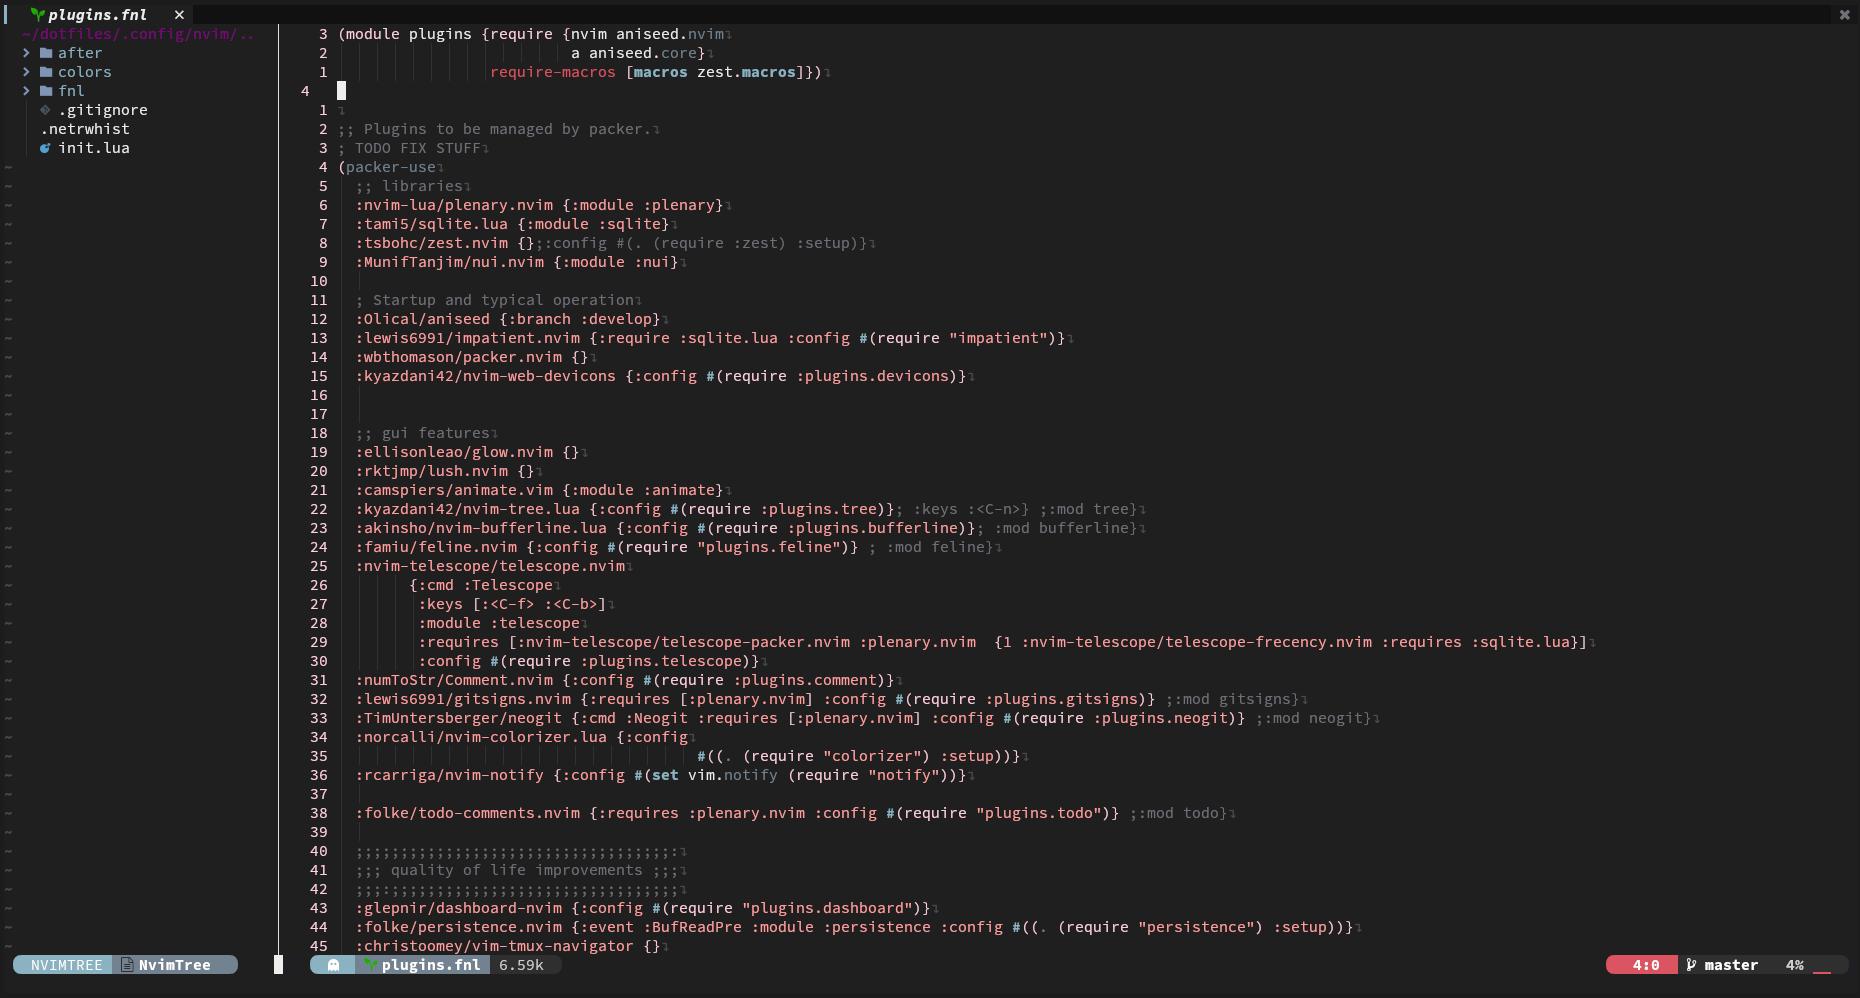 plugins.fnl ✕ ✖
~/dotfiles/.config/nvim/..
> after
> colors
> fnl
.gitignore
.netrwhist
init.lua
3 (module plugins {require {nvim aniseed.nvim
2 a aniseed.core}
1 require-macros [macros zest.macros]})
4
1
2 ;; Plugins to be managed by packer.
3 ; TODO FIX STUFF
4 (packer-use
5 ;; libraries
6 :nvim-lua/plenary.nvim {:module :plenary}
7 :tami5/sqlite.lua {:module :sqlite}
8 :tsbohc/zest.nvim {};:config #(. (require :zest) :setup)}
9 :MunifTanjim/nui.nvim {:module :nui}
10
11 ; Startup and typical operation
12 :Olical/aniseed {:branch :develop}
13 :lewis6991/impatient.nvim {:require :sqlite.lua :config #(require "impatient")}
14 :wbthomason/packer.nvim {}
15 :kyazdani42/nvim-web-devicons {:config #(require :plugins.devicons)}
16
17
18 ;; gui features
19 :ellisonleao/glow.nvim {}
20 :rktjmp/lush.nvim {}
21 :camspiers/animate.vim {:module :animate}
22 :kyazdani42/nvim-tree.lua {:config #(require :plugins.tree)}; :keys :<C-n>} ;:mod tree}
23 :akinsho/nvim-bufferline.lua {:config #(require :plugins.bufferline)}; :mod bufferline}
24 :famiu/feline.nvim {:config #(require "plugins.feline")} ; :mod feline}
25 :nvim-telescope/telescope.nvim
26 {:cmd :Telescope
27 :keys [:<C-f> :<C-b>]
28 :module :telescope
29 :requires [:nvim-telescope/telescope-packer.nvim :plenary.nvim  {1 :nvim-telescope/telescope-frecency.nvim :requires :sqlite.lua}]
30 :config #(require :plugins.telescope)}
31 :numToStr/Comment.nvim {:config #(require :plugins.comment)}
32 :lewis6991/gitsigns.nvim {:requires [:plenary.nvim] :config #(require :plugins.gitsigns)} ;:mod gitsigns}
33 :TimUntersberger/neogit {:cmd :Neogit :requires [:plenary.nvim] :config #(require :plugins.neogit)} ;:mod neogit}
34 :norcalli/nvim-colorizer.lua {:config
35 #((. (require "colorizer") :setup))}
36 :rcarriga/nvim-notify {:config #(set vim.notify (require "notify"))}
37
38 :folke/todo-comments.nvim {:requires :plenary.nvim :config #(require "plugins.todo")} ;:mod todo}
39
40 ;;;;;;;;;;;;;;;;;;;;;;;;;;;;;;;;;;;;
41 ;;; quality of life improvements ;;;
42 ;;;;;;;;;;;;;;;;;;;;;;;;;;;;;;;;;;;;
43 :glepnir/dashboard-nvim {:config #(require "plugins.dashboard")}
44 :folke/persistence.nvim {:event :BufReadPre :module :persistence :config #((. (require "persistence") :setup))}
45 :christoomey/vim-tmux-navigator {}
NVIMTREE NvimTree plugins.fnl 6.59k 4:0 master 4%